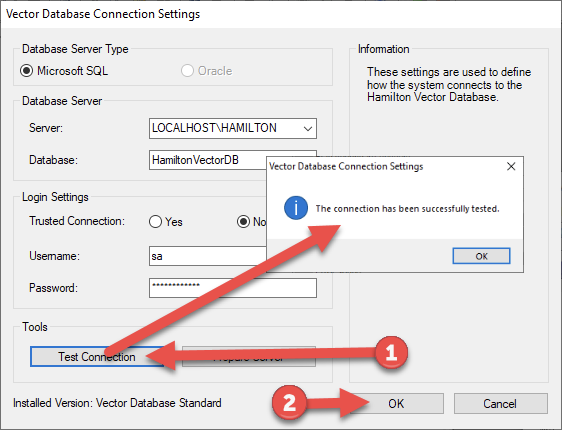 Vector Database Connection Settings
Database Server Type
Microsoft SQL
Oracle
Database Server
Server:
LOCALHOST\HAMILTON
Database:
HamiltonVectorDB
Login Settings
Trusted Connection:
Yes
No
Username:
sa
Password:
************
Tools
Test Connection
Prepare Server
Installed Version: Vector Database Standard
Information
These settings are used to define
how the system connects to the
Hamilton Vector Database.
Vector Database Connection Settings
The connection has been successfully tested.
OK
1
2
OK
Cancel